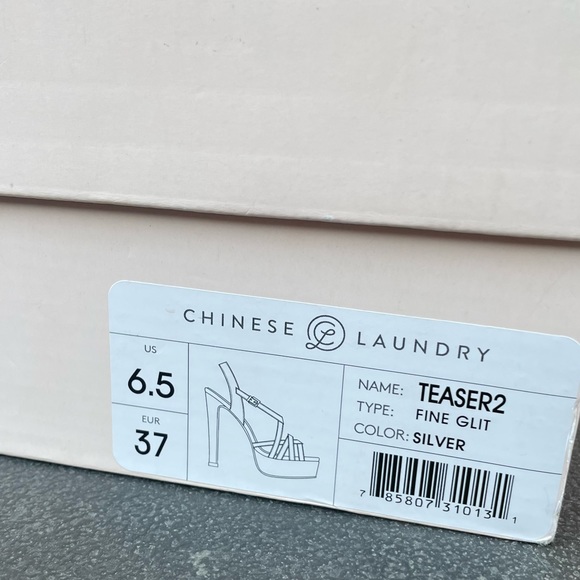 CHINESE LAUNDRY
US
6.5
EUR
37
NAME: TEASER2
TYPE: FINE GLIT
COLOR: SILVER
7 85807 31013 1